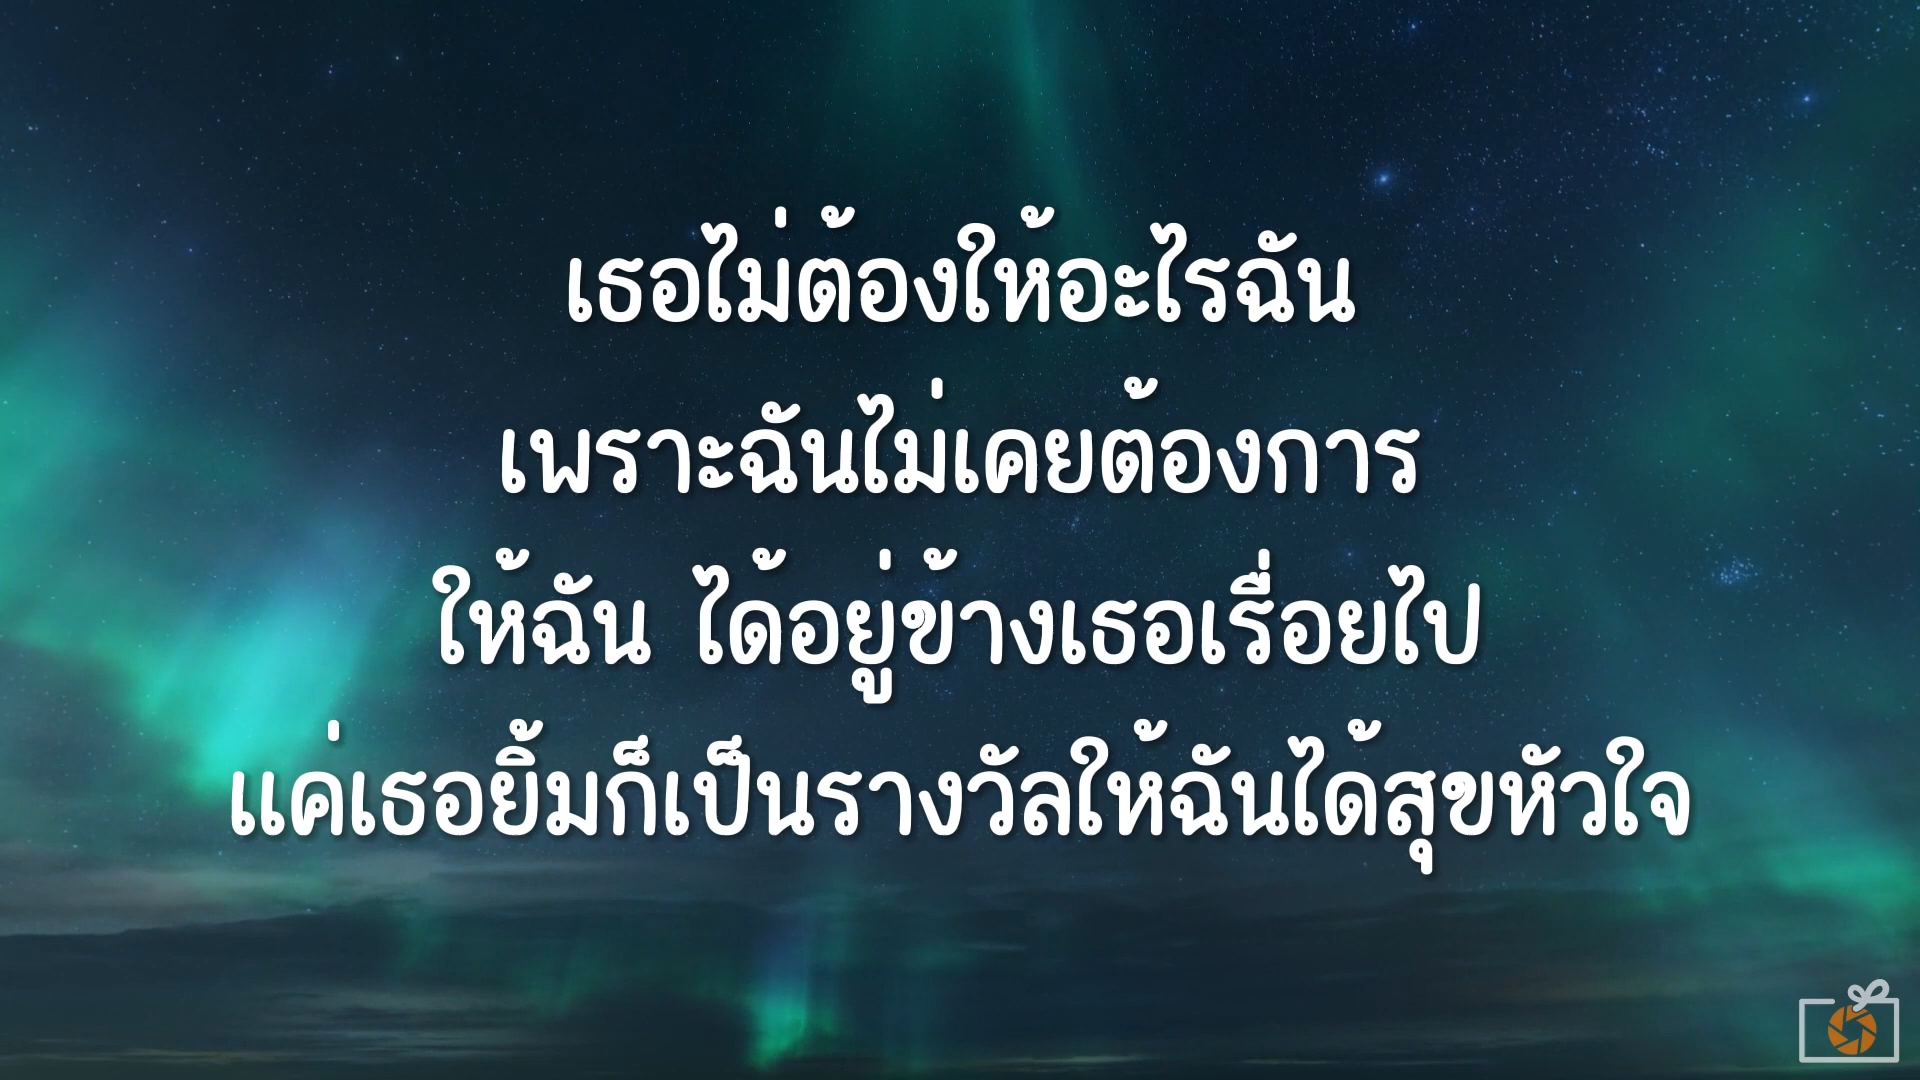 เธอไม่ต้องให้อะไรฉัน
เพราะฉันไม่เคยต้องการ
ให้ฉัน ได้อยู่ข้างเธอเรื่อยไป
แค่เธอยิ้มก็เป็นรางวัลให้ฉันได้สุขหัวใจ